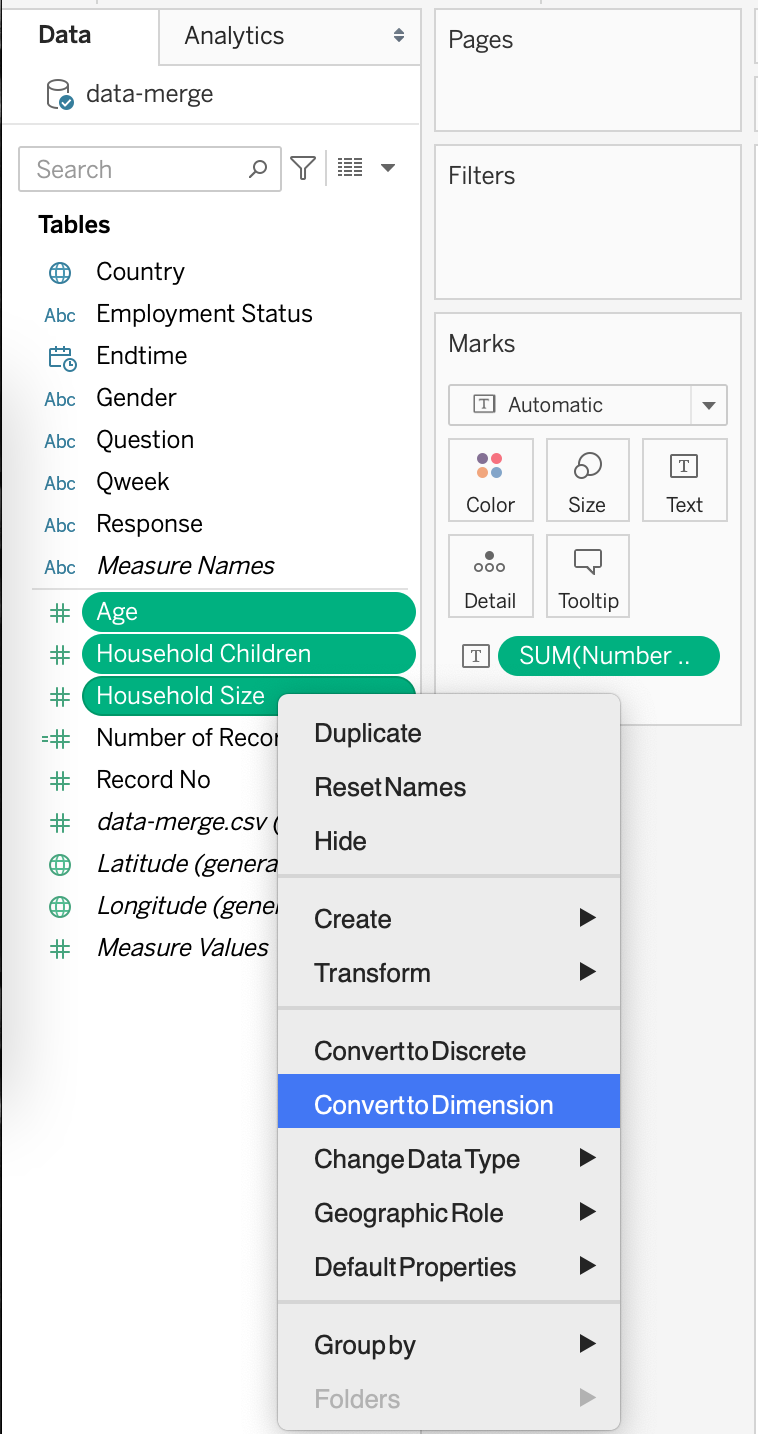 Data
Analytics
data-merge
Search
Tables
Country
Abc Employment Status
Endtime
Abc Gender
Abc Question
Abc Qweek
Abc Response
Abc Measure Names
# Age
# Household Children
# Household Size
=# Number of Recor
# Record No
# data-merge.csv (
Latitude (genera
Longitude (gener
# Measure Values
Pages
Filters
Marks
T Automatic
Color
Size
T Text
Detail
Tooltip
T SUM(Number ..
Duplicate
Reset Names
Hide
Create
Transform
Convert to Discrete
Convert to Dimension
Change Data Type
Geographic Role
Default Properties
Group by
Folders